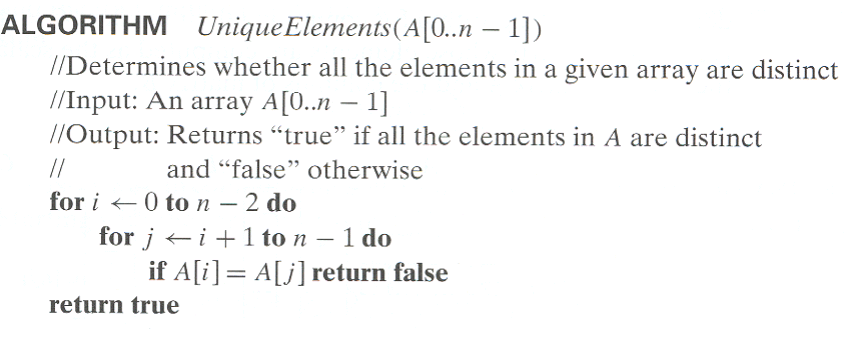 ALGORITHM UniqueElements(A[0..n − 1])
//Determines whether all the elements in a given array are distinct
//Input: An array A[0..n − 1]
//Output: Returns “true” if all the elements in A are distinct
// and “false” otherwise
for i ← 0 to n − 2 do
for j ← i + 1 to n − 1 do
if A[i] = A[j] return false
return true